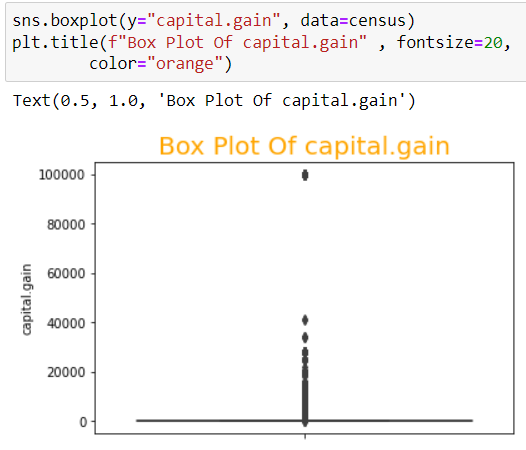 sns.boxplot(y="capital.gain", data=census)
plt.title(f"Box Plot Of capital.gain" , fontsize=20,
color="orange")
Text(0.5, 1.0, 'Box Plot Of capital.gain')
Box Plot Of capital.gain
100000
80000
60000
40000
20000
0
capital.gain